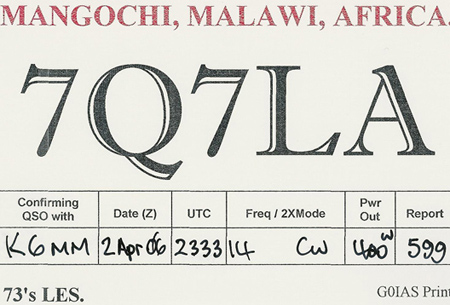 MANGOCHI, MALAWI, AFRICA.
7Q7LA
Confirming QSO with Date (Z) UTC Freq / 2XMode Pwr Out Report
K6MM 2Apr06 2333 14 CW 400W 599
73's LES. G0IAS Print